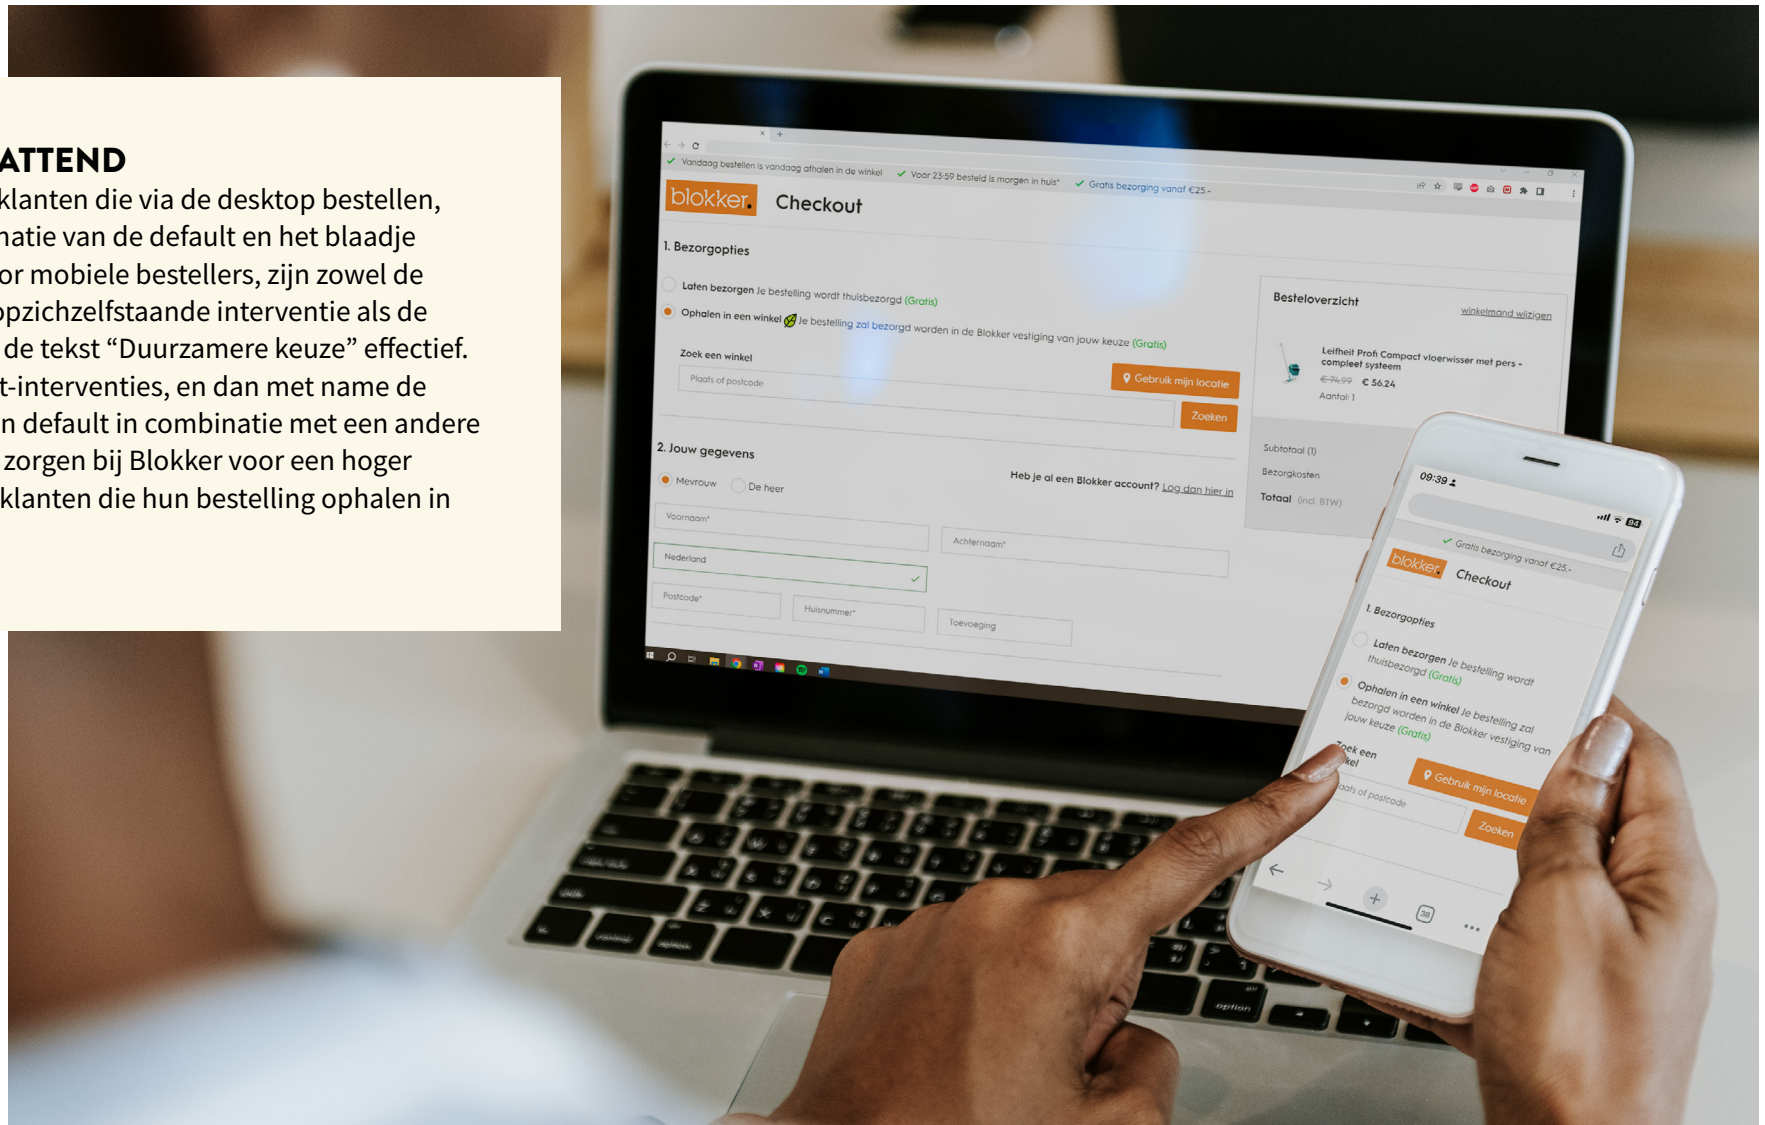 ATTEND
klanten die via de desktop bestellen,
natie van de default en het blaadje
or mobiele bestellers, zijn zowel de
opzichzelfstaande interventie als de
de tekst “Duurzamere keuze” effectief.
t-interventies, en dan met name de
n default in combinatie met een andere
zorgen bij Blokker voor een hoger
klanten die hun bestelling ophalen in
Vandaag bestellen is vandaag afhalen in de winkel Voor 23:59 besteld is morgen in huis* Gratis bezorging vanaf €25.-
blokker. Checkout
1. Bezorgopties
Laten bezorgen Je bestelling wordt thuisbezorgd (Gratis)
Ophalen in een winkel Je bestelling zal bezorgd worden in de Blokker vestiging van jouw keuze (Gratis)
Zoek een winkel
Gebruik mijn locatie
Plaats of postcode
Zoeken
2. Jouw gegevens
Heb je al een Blokker account? Log dan hier in
Mevrouw De heer
Voornaam*
Achternaam*
Nederland
Postcode*
Huisnummer*
Toevoeging
Besteloverzicht
winkelmand wijzigen
Leifheit Profi Compact vloerwisser met pers -
compleet systeem
€ 74.99 € 56.24
Aantal: 1
Subtotaal (1)
Bezorgkosten
Totaal (incl. BTW)
09:39
94
Gratis bezorging vanaf €25.-
blokker. Checkout
1. Bezorgopties
Laten bezorgen Je bestelling wordt
thuisbezorgd (Gratis)
Ophalen in een winkel Je bestelling zal
bezorgd worden in de Blokker vestiging van
jouw keuze (Gratis)
Zoek een
kel
Gebruik mijn locatie
aats of postcode
Zoeken
38
option